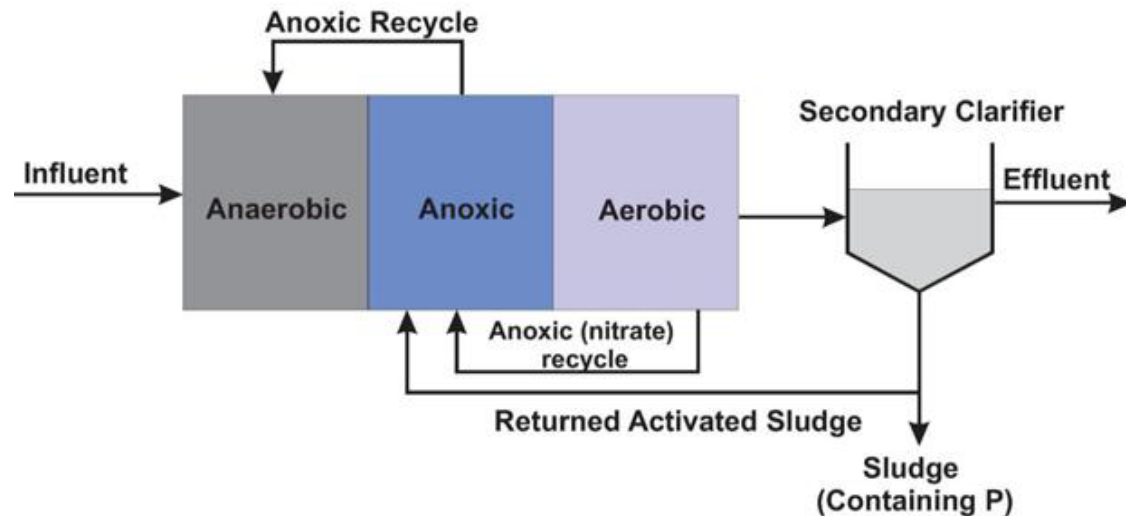 Anoxic Recycle
Secondary Clarifier
Influent
Effluent
Anaerobic
Anoxic
Aerobic
Anoxic (nitrate)
recycle
Returned Activated Sludge
Sludge
(Containing P)